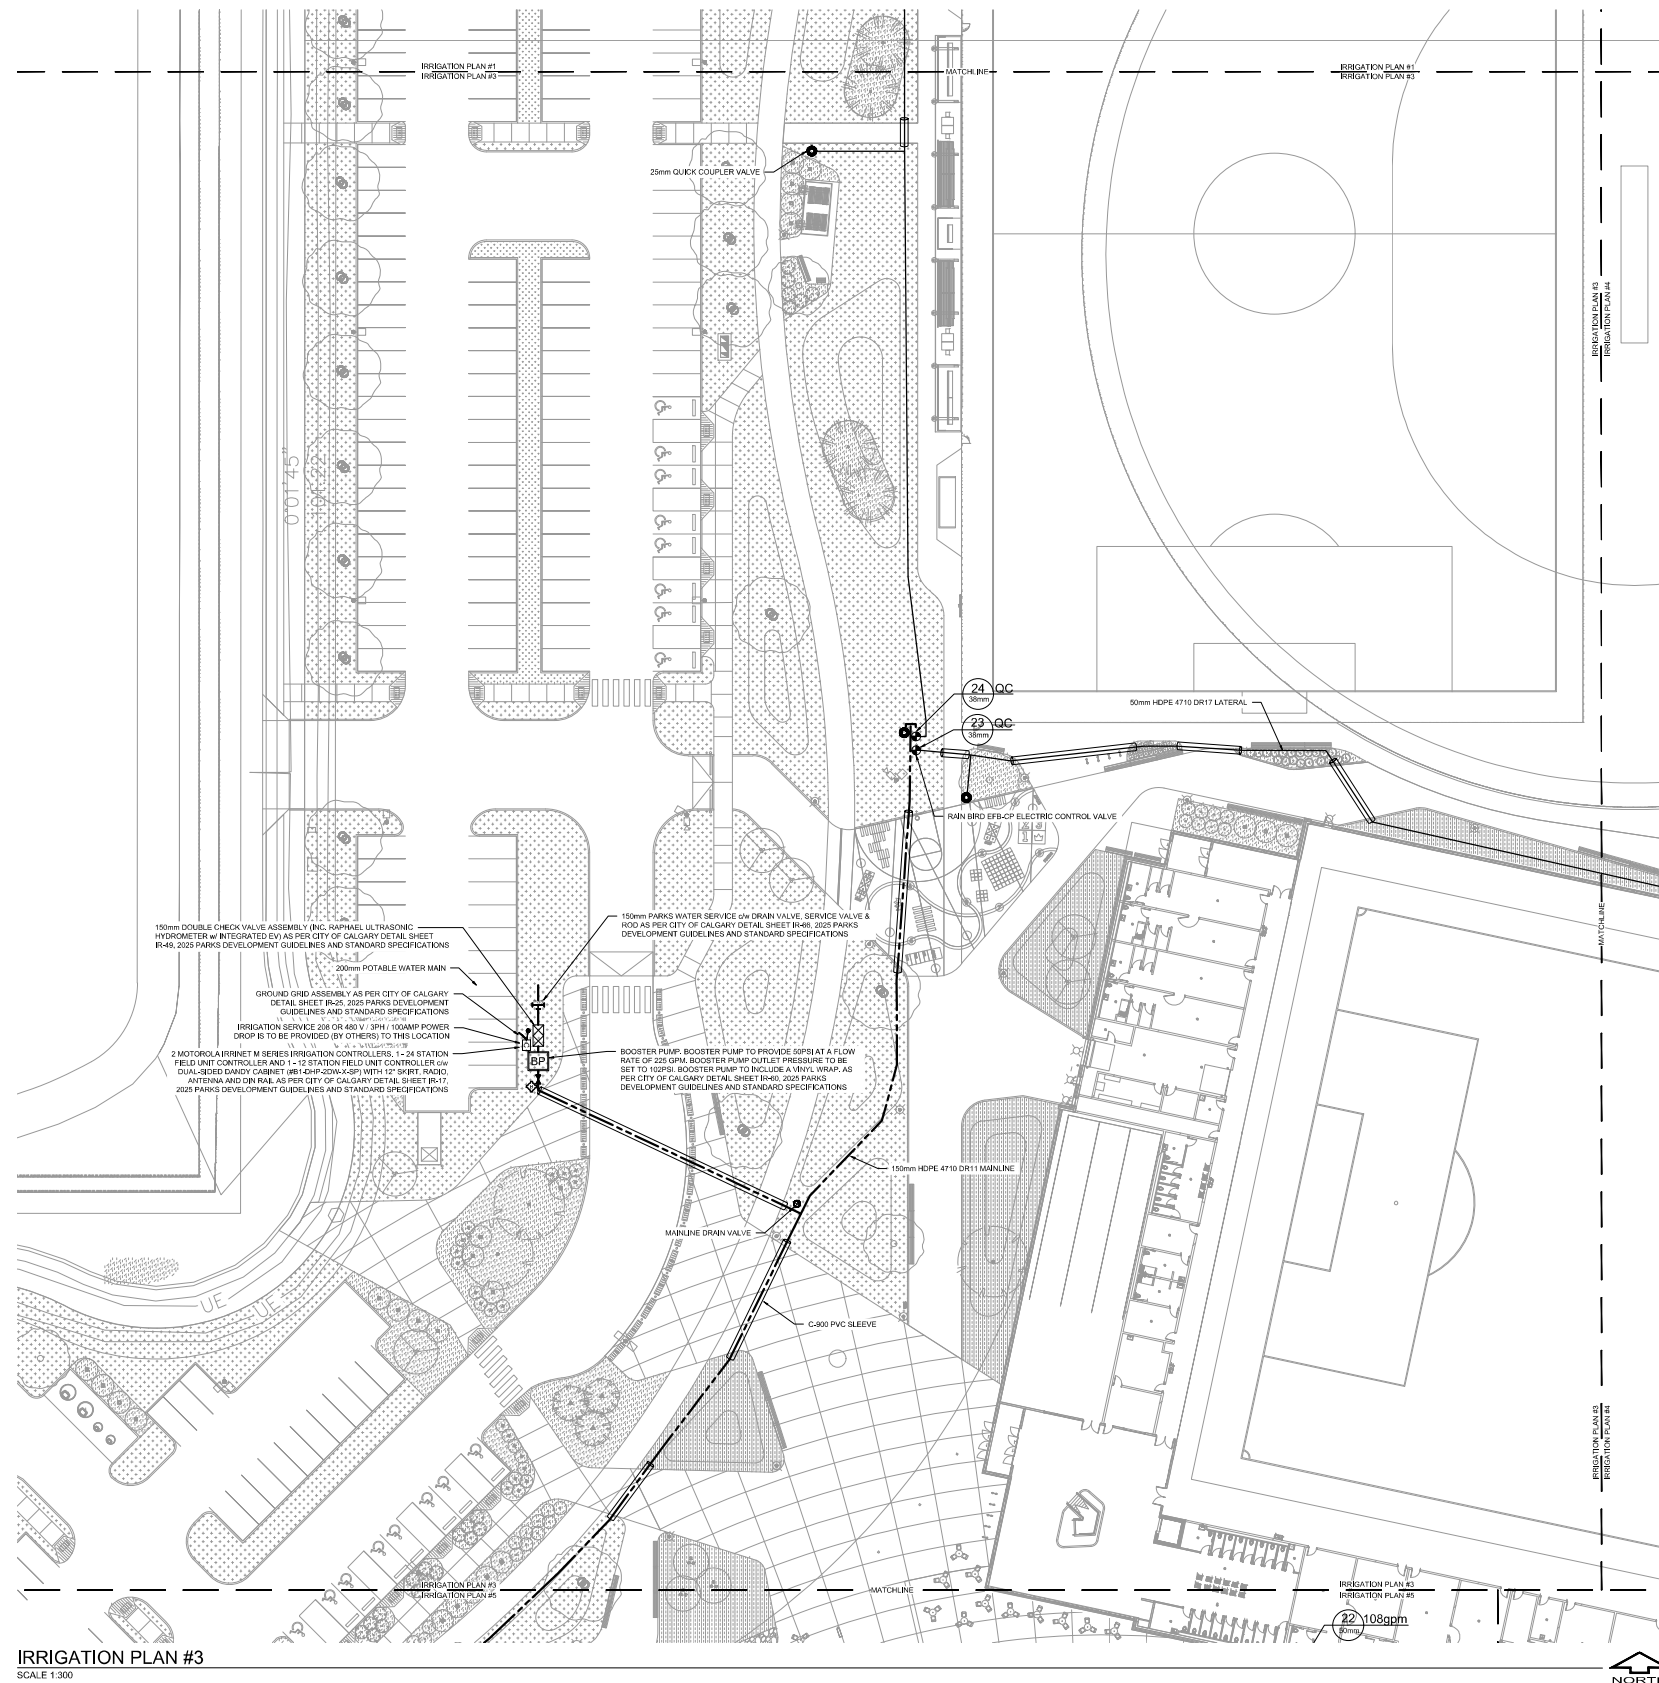 IRRIGATION PLAN #1
IRRIGATION PLAN #3
MATCHLINE
IRRIGATION PLAN #1
IRRIGATION PLAN #3
25mm QUICK COUPLER VALVE
IRRIGATION PLAN #3
IRRIGATION PLAN #4
0.0145"
24 QC
38mm
23 QC
38mm
50mm HDPE 4710 DR17 LATERAL
RAIN BIRD EFB-CP ELECTRIC CONTROL VALVE
150mm PARKS WATER SERVICE c/w DRAIN VALVE, SERVICE VALVE &
ROD AS PER CITY OF CALGARY DETAIL SHEET IR-66, 2025 PARKS
DEVELOPMENT GUIDELINES AND STANDARD SPECIFICATIONS
150mm DOUBLE CHECK VALVE ASSEMBLY (INC. RAPHAEL ULTRASONIC
HYDROMETER w/ INTEGRATED EV) AS PER CITY OF CALGARY DETAIL SHEET
IR-49, 2025 PARKS DEVELOPMENT GUIDELINES AND STANDARD SPECIFICATIONS
MATCHLINE
200mm POTABLE WATER MAIN
GROUND GRID ASSEMBLY AS PER CITY OF CALGARY
DETAIL SHEET IR-25, 2025 PARKS DEVELOPMENT
GUIDELINES AND STANDARD SPECIFICATIONS
IRRIGATION SERVICE 208 OR 480 V / 3PH / 100AMP POWER
DROP IS TO BE PROVIDED (BY OTHERS) TO THIS LOCATION
2 MOTOROLA IRRINET M SERIES IRRIGATION CONTROLLERS, 1 - 24 STATION
FIELD UNIT CONTROLLER AND 1 - 12 STATION FIELD UNIT CONTROLLER c/w
DUAL-SIDED DANDY CABINET (#B1-DHP-2DW-X-SP) WITH 12" SKIRT, RADIO,
ANTENNA AND DIN RAIL AS PER CITY OF CALGARY DETAIL SHEET IR-17,
2025 PARKS DEVELOPMENT GUIDELINES AND STANDARD SPECIFICATIONS
BP
BOOSTER PUMP. BOOSTER PUMP TO PROVIDE 50PSI AT A FLOW
RATE OF 225 GPM. BOOSTER PUMP OUTLET PRESSURE TO BE
SET TO 102PSI. BOOSTER PUMP TO INCLUDE A VINYL WRAP. AS
PER CITY OF CALGARY DETAIL SHEET IR-60, 2025 PARKS
DEVELOPMENT GUIDELINES AND STANDARD SPECIFICATIONS
150mm HDPE 4710 DR11 MAINLINE
MAINLINE DRAIN VALVE
UE
UE
C-900 PVC SLEEVE
IRRIGATION PLAN #3
IRRIGATION PLAN #4
IRRIGATION PLAN #3
IRRIGATION PLAN #5
MATCHLINE
IRRIGATION PLAN #3
IRRIGATION PLAN #5
22 108gpm
50mm
IRRIGATION PLAN #3
SCALE 1:300
NORTH